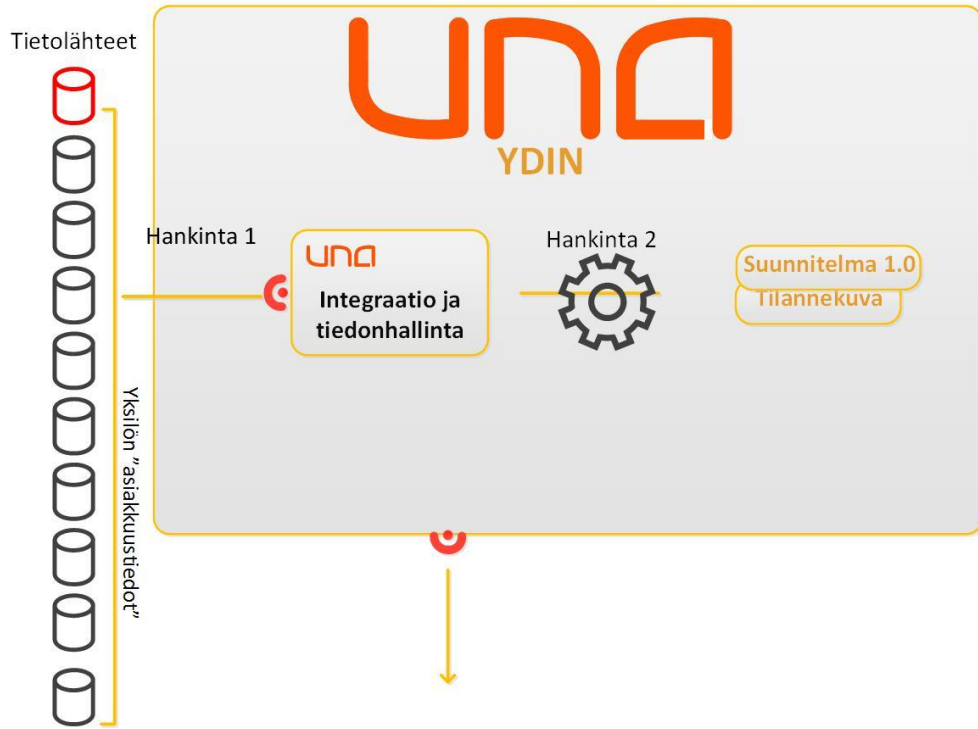 Tietolähteet
una
YDIN
Hankinta 1
una
Integraatio ja
tiedonhallinta
Hankinta 2
Suunnitelma 1.0
Tilannekuva
Yksilön ”asiakkuustiedot”